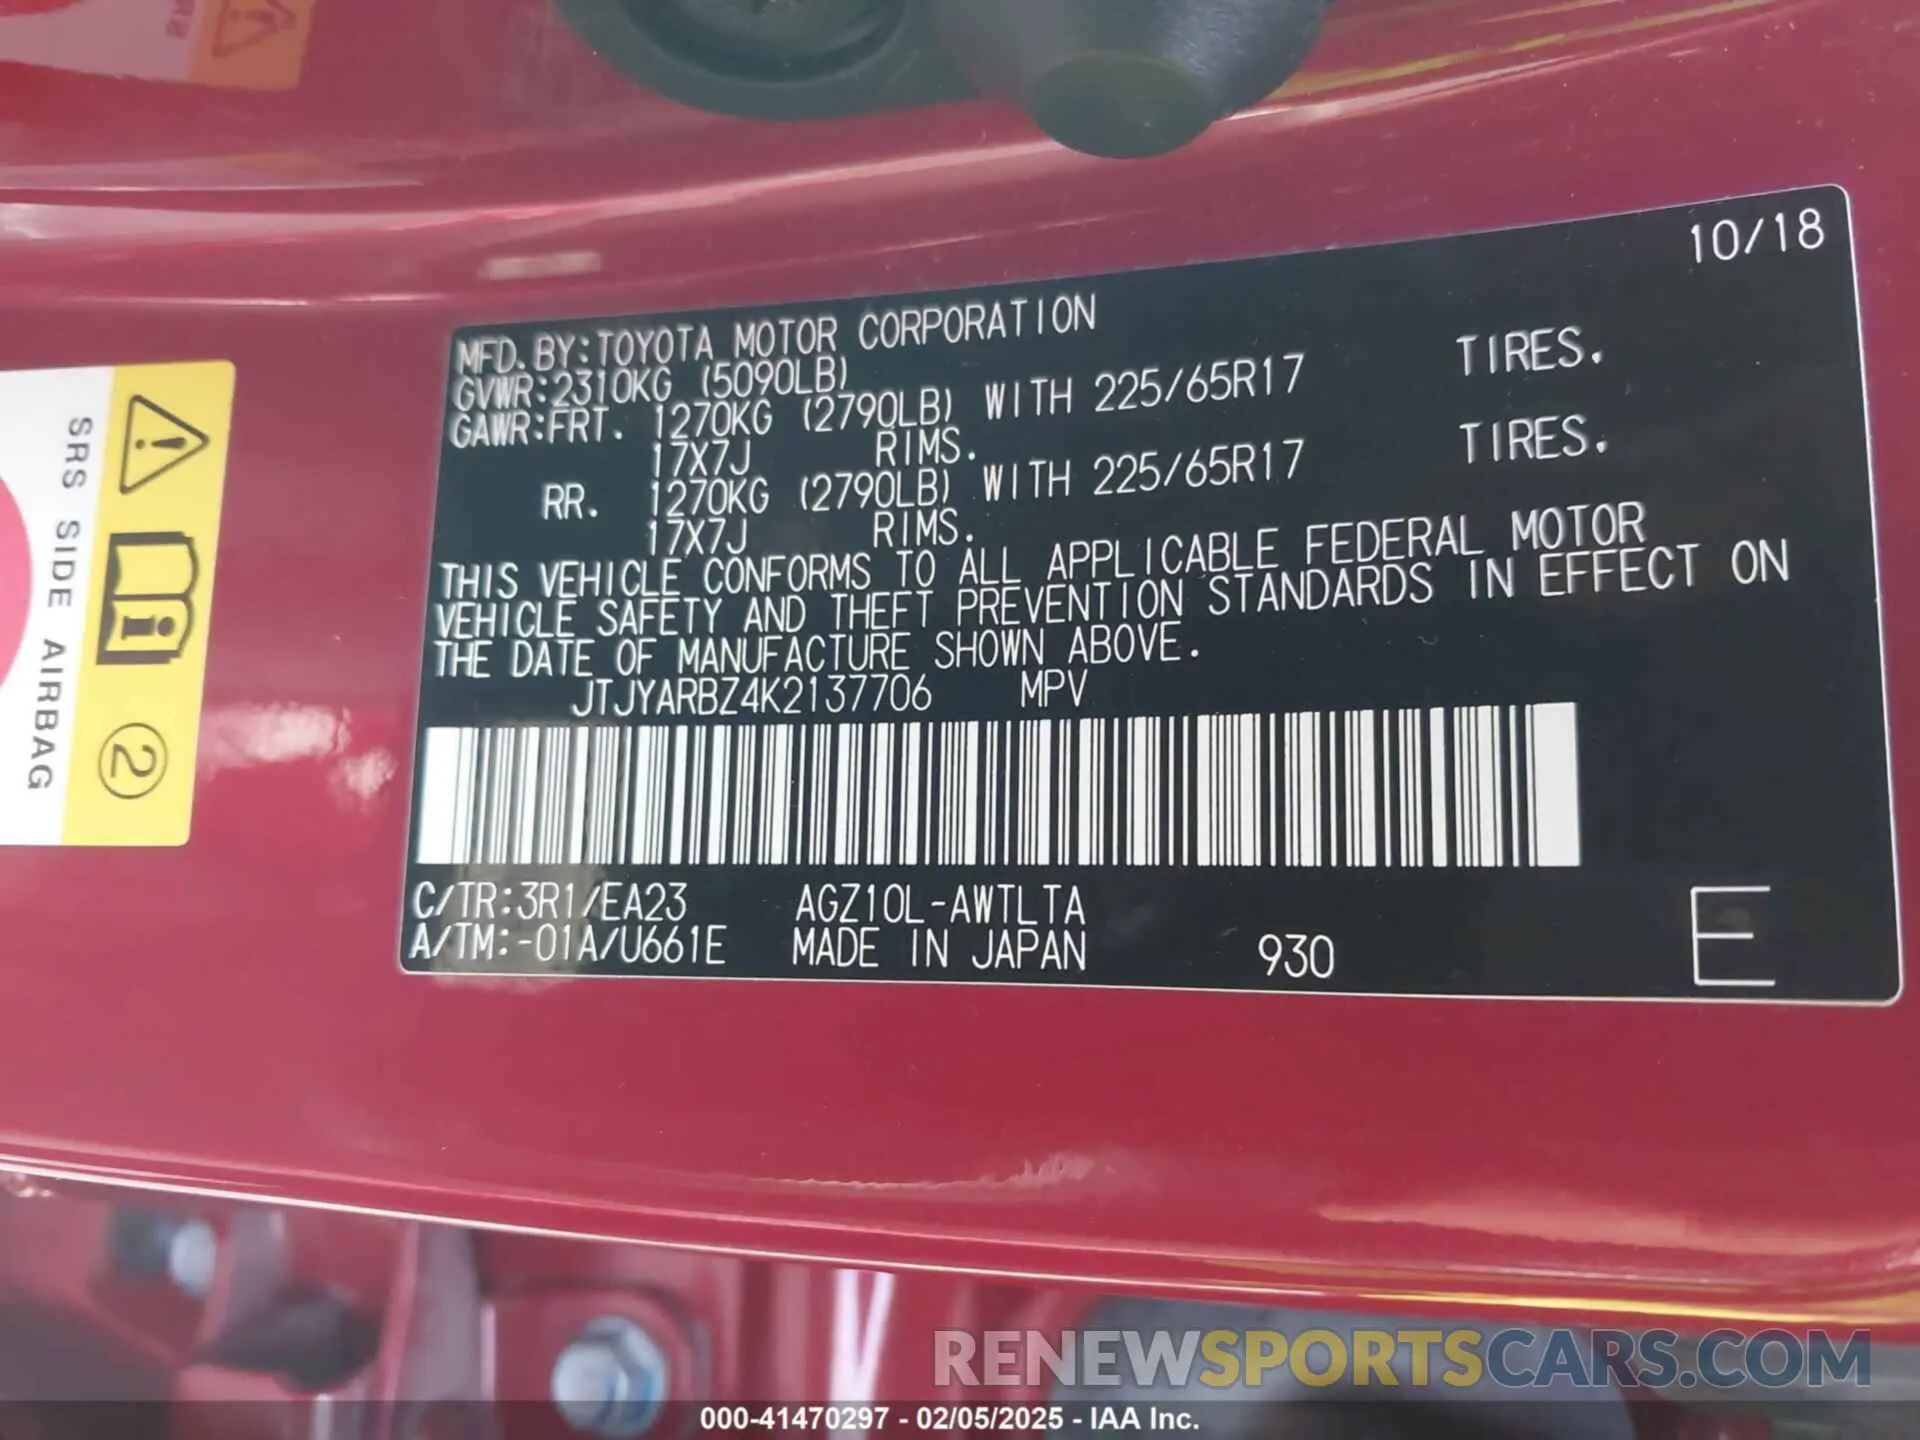 10/18
MFD.BY:TOYOTA MOTOR CORPORATION
GVWR:2310KG (5090LB)
GAWR:FRT. 1270KG (2790LB) WITH 225/65R17 TIRES.
17X7J RIMS.
RR. 1270KG (2790LB) WITH 225/65R17 TIRES.
17X7J RIMS.
THIS VEHICLE CONFORMS TO ALL APPLICABLE FEDERAL MOTOR
VEHICLE SAFETY AND THEFT PREVENTION STANDARDS IN EFFECT ON
THE DATE OF MANUFACTURE SHOWN ABOVE.
JTJYARBZ4K2137706 MPV
C/TR:3R1/EA23 AGZ10L-AWTLTA
A/TM:-01A/U661E MADE IN JAPAN 930 E
SRS SIDE AIRBAG
2
RENEWSPORTSCARS.COM
000-41470297 - 02/05/2025 - IAA Inc.